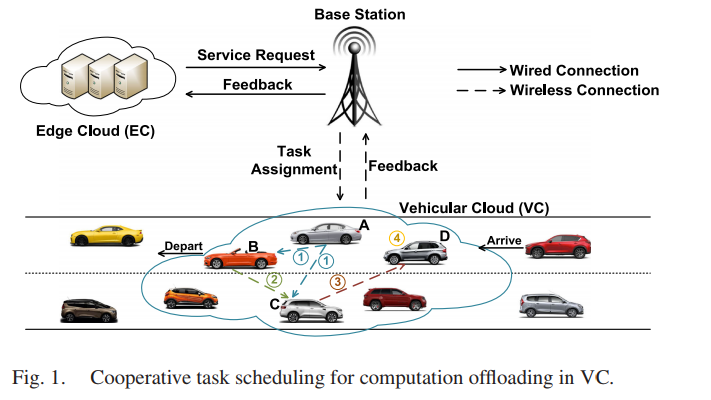 Base Station
Service Request
Feedback
Wired Connection
Wireless Connection
Edge Cloud (EC)
Task
Assignment
Feedback
Vehicular Cloud (VC)
A
B
D
4
Depart
Arrive
1
1
2
3
C
Fig. 1. Cooperative task scheduling for computation offloading in VC.